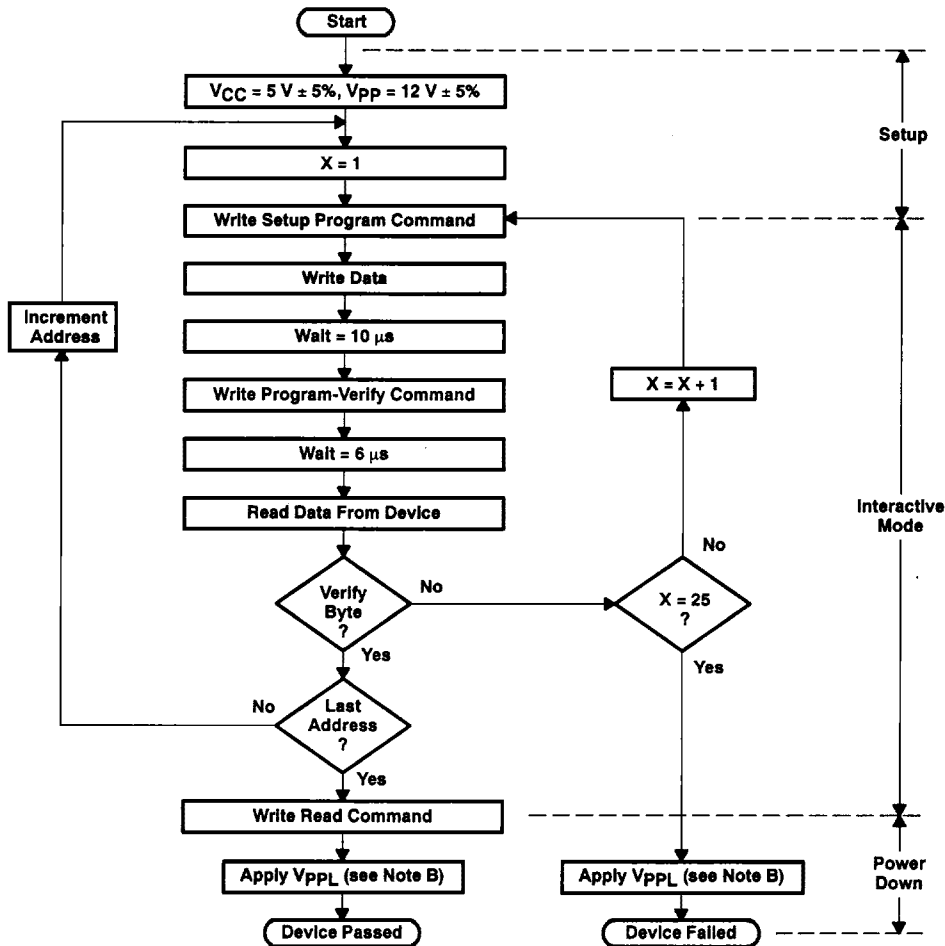 Start
VCC = 5 V ± 5%, VPP = 12 V ± 5%
Setup
X = 1
Write Setup Program Command
Write Data
Increment
Address
Wait = 10 μs
X = X + 1
Write Program-Verify Command
Wait = 6 μs
Read Data From Device
Interactive
Mode
No
Verify
Byte
?
No
X = 25
?
Yes
Yes
No
Last
Address
?
Yes
Write Read Command
Power
Down
Apply VPPL (see Note B)
Apply VPPL (see Note B)
Device Passed
Device Failed